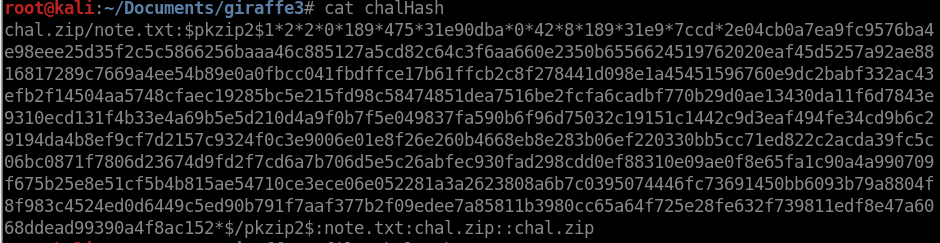 root@kali:~/Documents/giraffe3# cat chalHash
chal.zip/note.txt:$pkzip2$1*2*2*0*189*475*31e90dba*0*42*8*189*31e9*7ccd*2e04cb0a7ea9fc9576ba4
e98eee25d35f2c5c5866256baaa46c885127a5cd82c64c3f6aa660e2350b6556624519762020eaf45d5257a92ae88
16817289c7669a4ee54b89e0a0fbcc041fbdffce17b61ffcb2c8f278441d098e1a45451596760e9dc2babf332ac43
efb2f14504aa5748cfaec19285bc5e215fd98c58474851dea7516be2fcfa6cadbf770b29d0ae13430da11f6d7843e
9310ecd131f4b33e4a69b5e5d210d4a9f0b7f5e049837fa590b6f96d75032c19151c1442c9d3eaf494fe34cd9b6c2
9194da4b8ef9cf7d2157c9324f0c3e9006e01e8f26e260b4668eb8e283b06ef220330bb5cc71ed822c2acda39fc5c
06bc0871f7806d23674d9fd2f7cd6a7b706d5e5c26abfec930fad298cdd0ef88310e09ae0f8e65fa1c90a4a990709
f675b25e8e51cf5b4b815ae54710ce3ece06e052281a3a2623808a6b7c0395074446fc73691450bb6093b79a8804f
8f983c4524ed0d6449c5ed90b791f7aaf377b2f09edee7a85811b3980cc65a64f725e28fe632f739811edf8e47a60
68ddead99390a4f8ac152*$/pkzip2$:note.txt:chal.zip::chal.zip